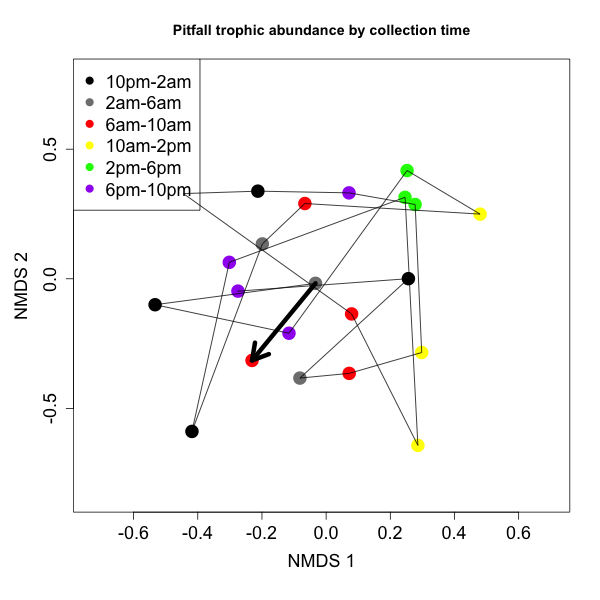 Pitfall trophic abundance by collection time
10pm-2am
2am-6am
6am-10am
10am-2pm
2pm-6pm
6pm-10pm
0.5
0.0
-0.5
NMDS 2
-0.6 -0.4 -0.2 0.0 0.2 0.4 0.6
NMDS 1